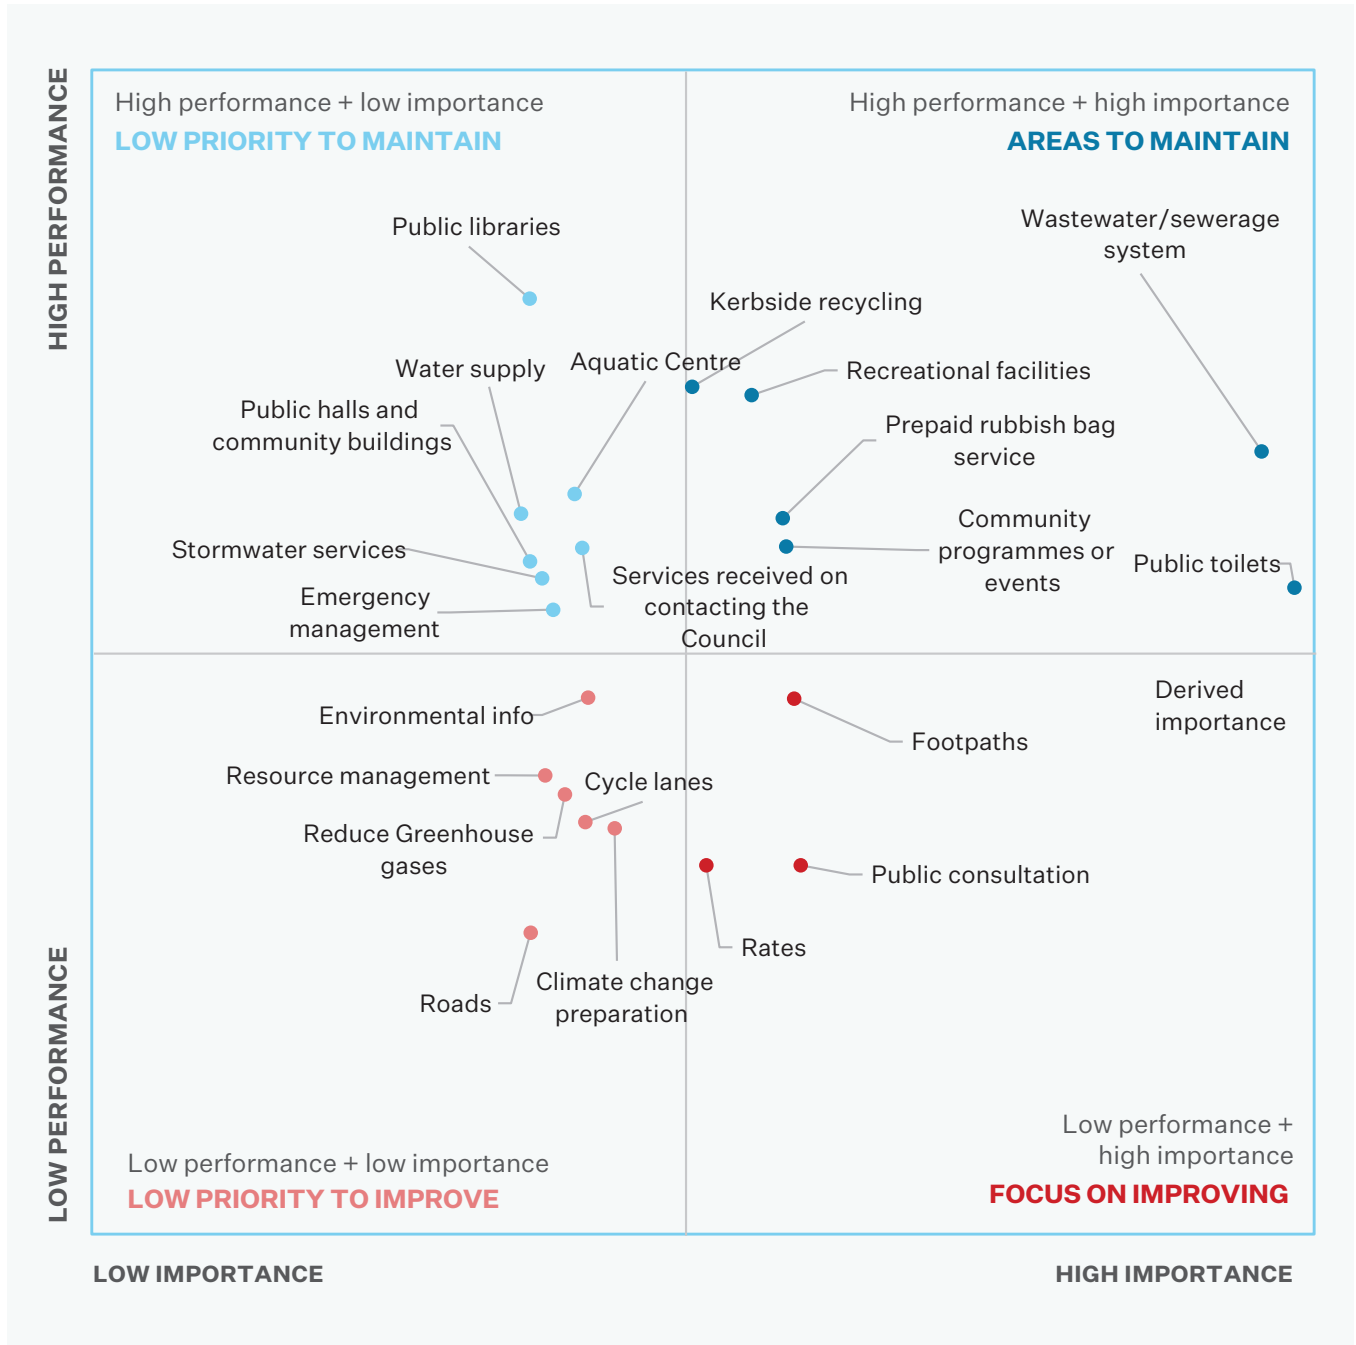 HIGH PERFORMANCE
High performance + low importance
LOW PRIORITY TO MAINTAIN
High performance + high importance
AREAS TO MAINTAIN
Public libraries
Wastewater/sewerage
system
Kerbside recycling
Aquatic Centre
Water supply
Recreational facilities
Public halls and
community buildings
Prepaid rubbish bag
service
Stormwater services
Community
programmes or
events
Public toilets
Services received on
contacting the
Council
Emergency
management
Environmental info
Derived
importance
Footpaths
Resource management
Cycle lanes
Reduce Greenhouse
gases
Public consultation
Rates
Climate change
preparation
Roads
LOW PERFORMANCE
Low performance + low importance
LOW PRIORITY TO IMPROVE
Low performance +
high importance
FOCUS ON IMPROVING
LOW IMPORTANCE
HIGH IMPORTANCE